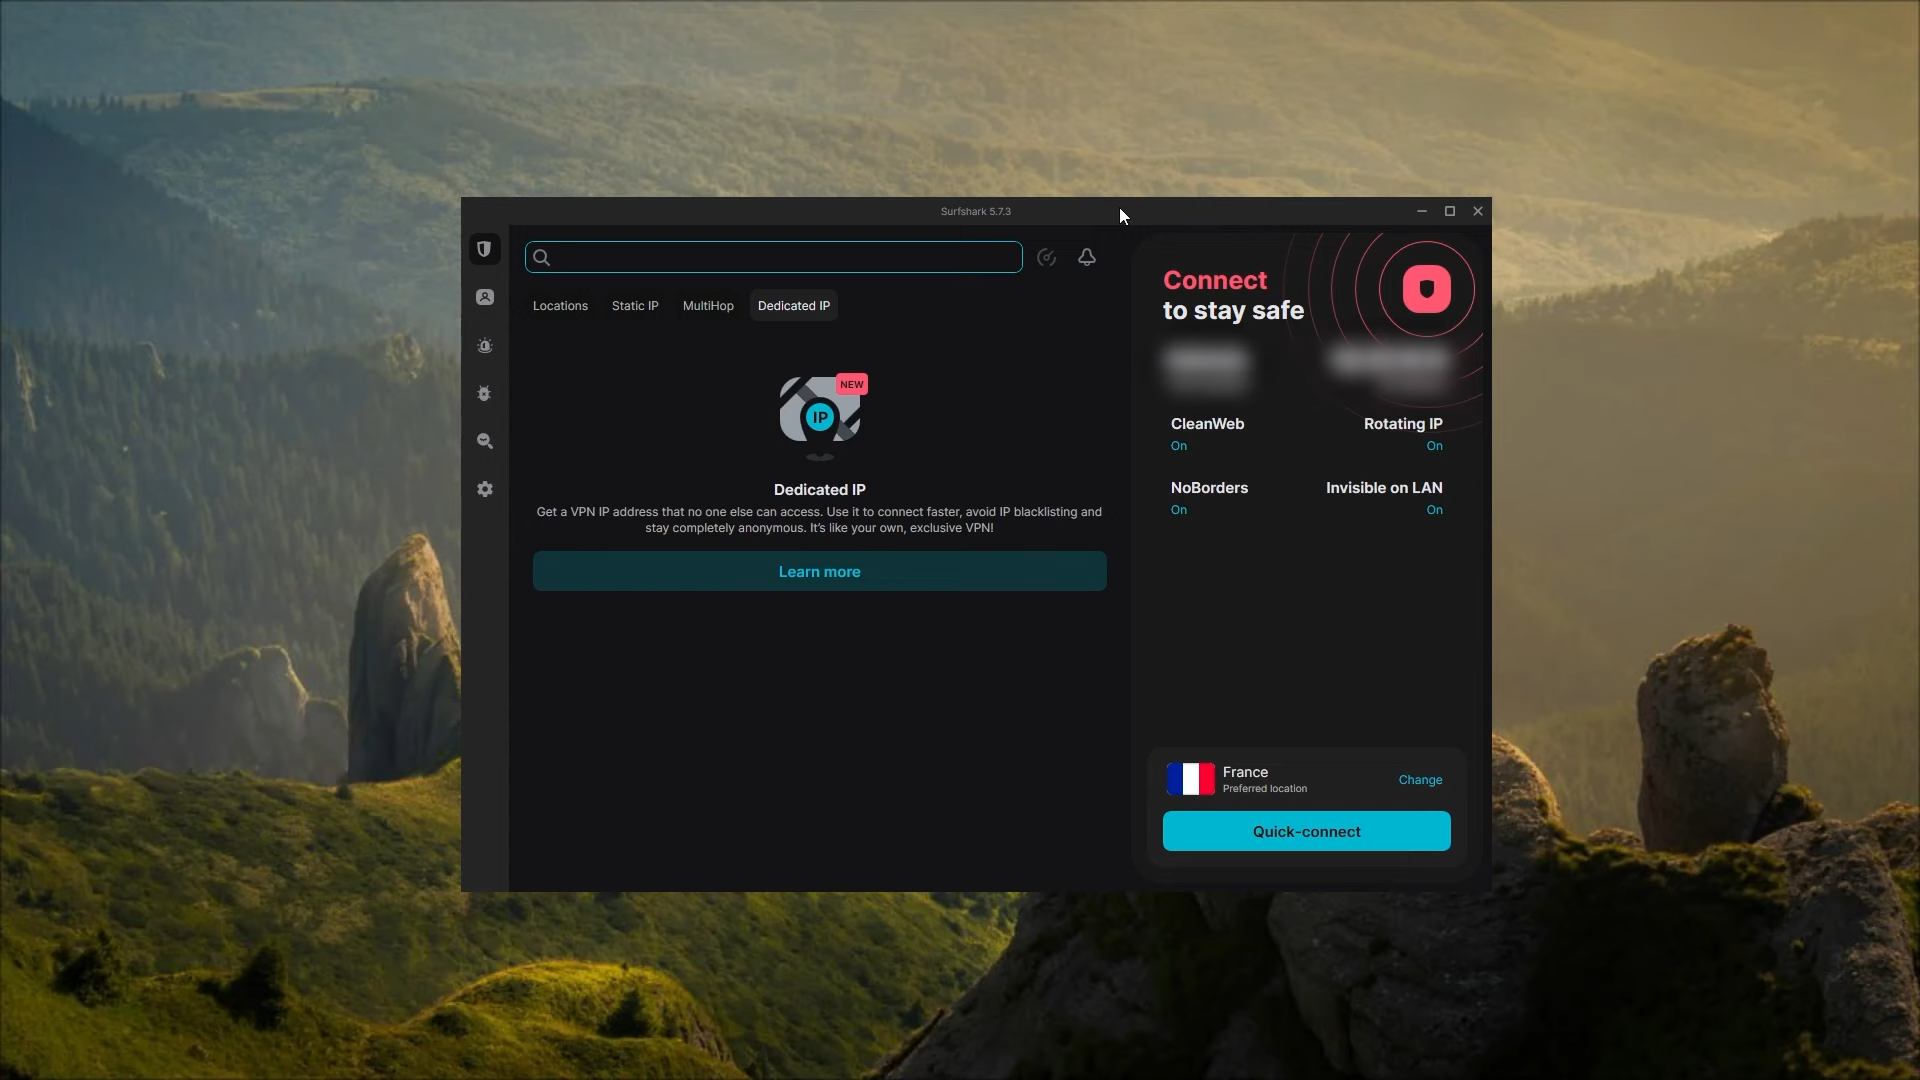 Surfshark 5.7.3
Locations
Static IP
MultiHop
Dedicated IP
NEW
IP
Dedicated IP
Get a VPN IP address that no one else can access. Use it to connect faster, avoid IP blacklisting and
stay completely anonymous. It's like your own, exclusive VPN!
Learn more
Connect
to stay safe
CleanWeb
On
Rotating IP
On
NoBorders
On
Invisible on LAN
On
France
Preferred location
Change
Quick-connect